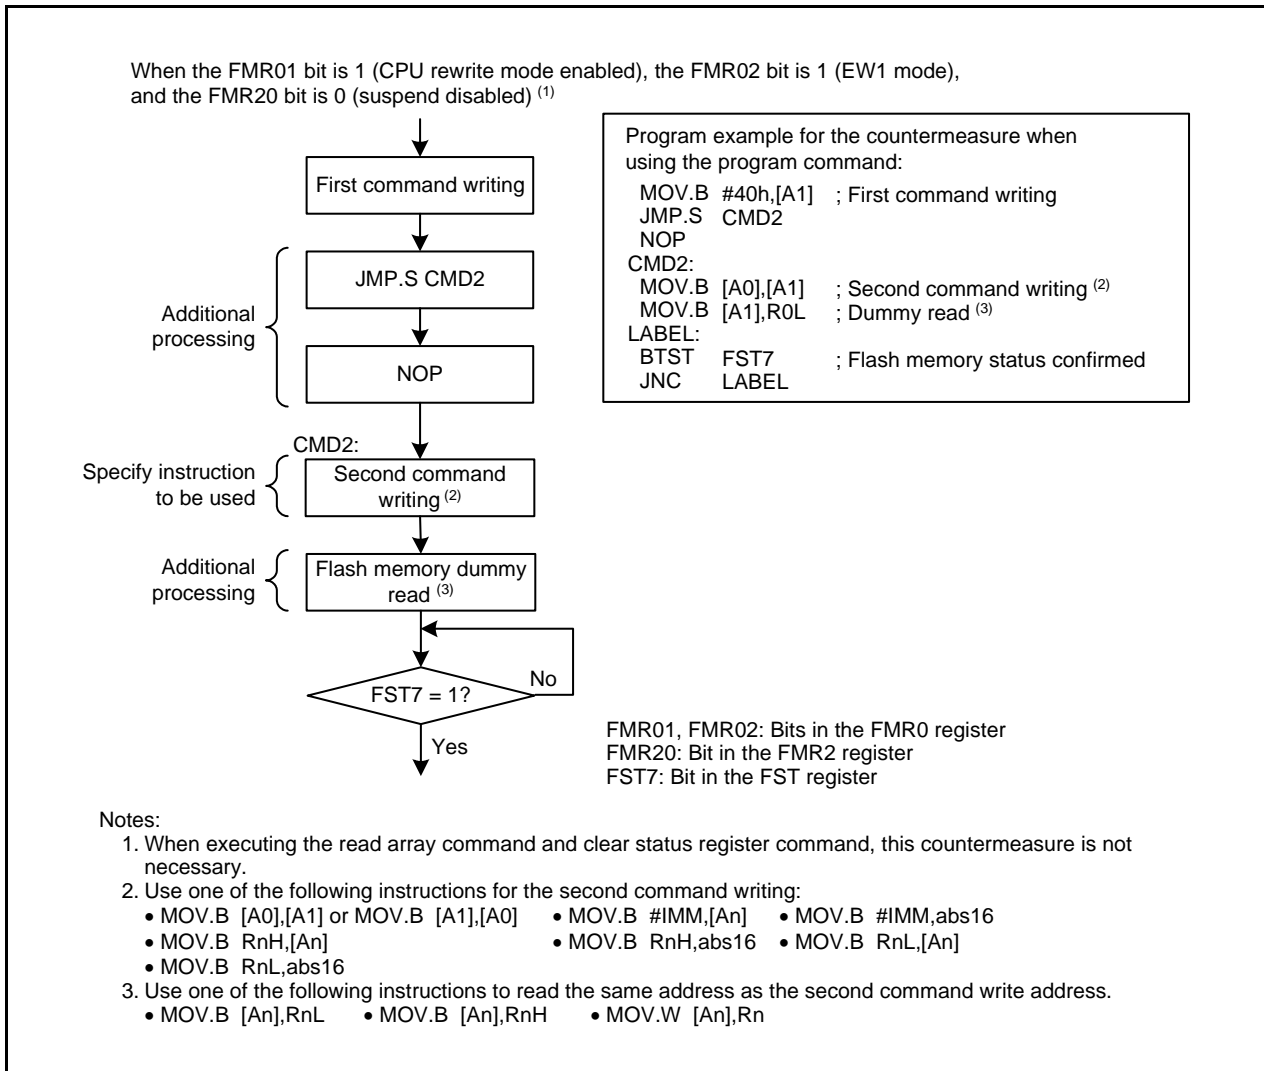 When the FMR01 bit is 1 (CPU rewrite mode enabled), the FMR02 bit is 1 (EW1 mode),
and the FMR20 bit is 0 (suspend disabled) (1)
First command writing
Additional
processing
JMP.S CMD2
NOP
CMD2:
Specify instruction
to be used
Second command
writing (2)
Additional
processing
Flash memory dummy
read (3)
FST7 = 1?
No
Yes
Program example for the countermeasure when
using the program command:
MOV.B #40h,[A1] ; First command writing
JMP.S CMD2
NOP
CMD2:
MOV.B [A0],[A1] ; Second command writing (2)
MOV.B [A1],R0L ; Dummy read (3)
LABEL:
BTST FST7 ; Flash memory status confirmed
JNC LABEL
FMR01, FMR02: Bits in the FMR0 register
FMR20: Bit in the FMR2 register
FST7: Bit in the FST register
Notes:
1. When executing the read array command and clear status register command, this countermeasure is not
necessary.
2. Use one of the following instructions for the second command writing:
• MOV.B [A0],[A1] or MOV.B [A1],[A0] • MOV.B #IMM,[An] • MOV.B #IMM,abs16
• MOV.B RnH,[An] • MOV.B RnH,abs16 • MOV.B RnL,[An]
• MOV.B RnL,abs16
3. Use one of the following instructions to read the same address as the second command write address.
• MOV.B [An],RnL • MOV.B [An],RnH • MOV.W [An],Rn